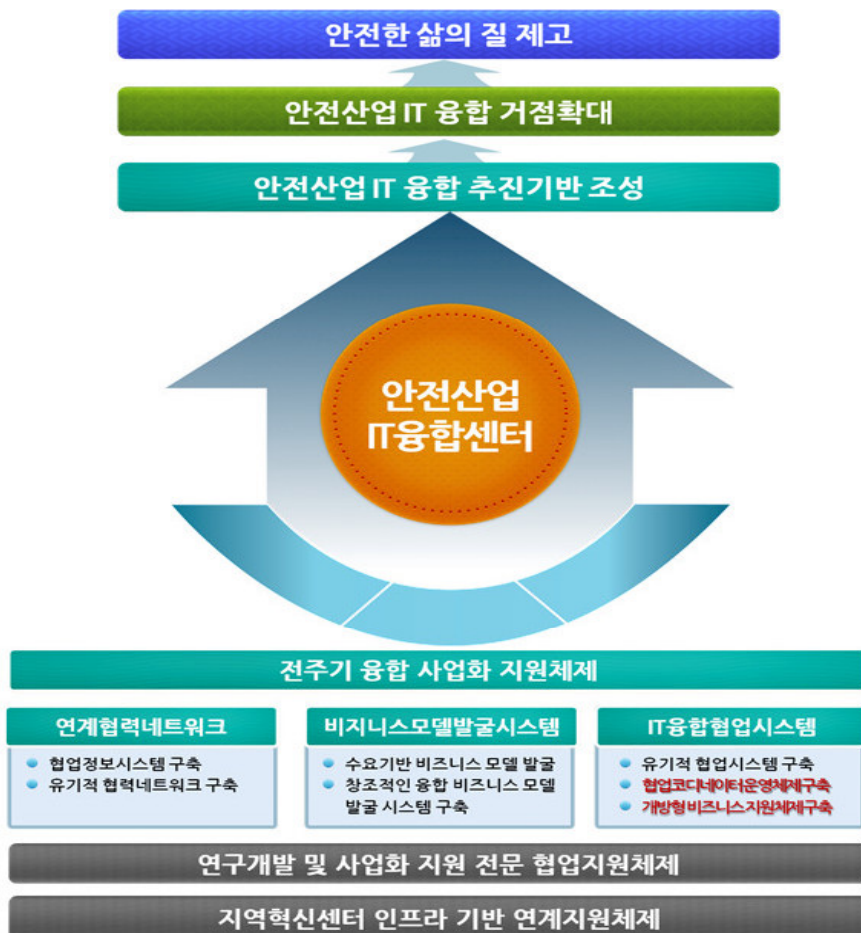 안전한 삶의 질 제고
안전산업 IT 융합 거점확대
안전산업 IT 융합 추진기반 조성
안전산업
IT융합센터
전주기 융합 사업화 지원체제
연계협력네트워크
협업정보시스템 구축
유기적 협력네트워크 구축
비지니스모델발굴시스템
수요기반 비즈니스 모델 발굴
창조적인 융합 비즈니스 모델
발굴 시스템 구축
IT융합협업시스템
유기적 협업시스템 구축
협업코디네이터운영체제구축
개방형 비즈니스지원체제구축
연구개발 및 사업화 지원 전문 협업지원체제
지역혁신센터 인프라 기반 연계지원체제